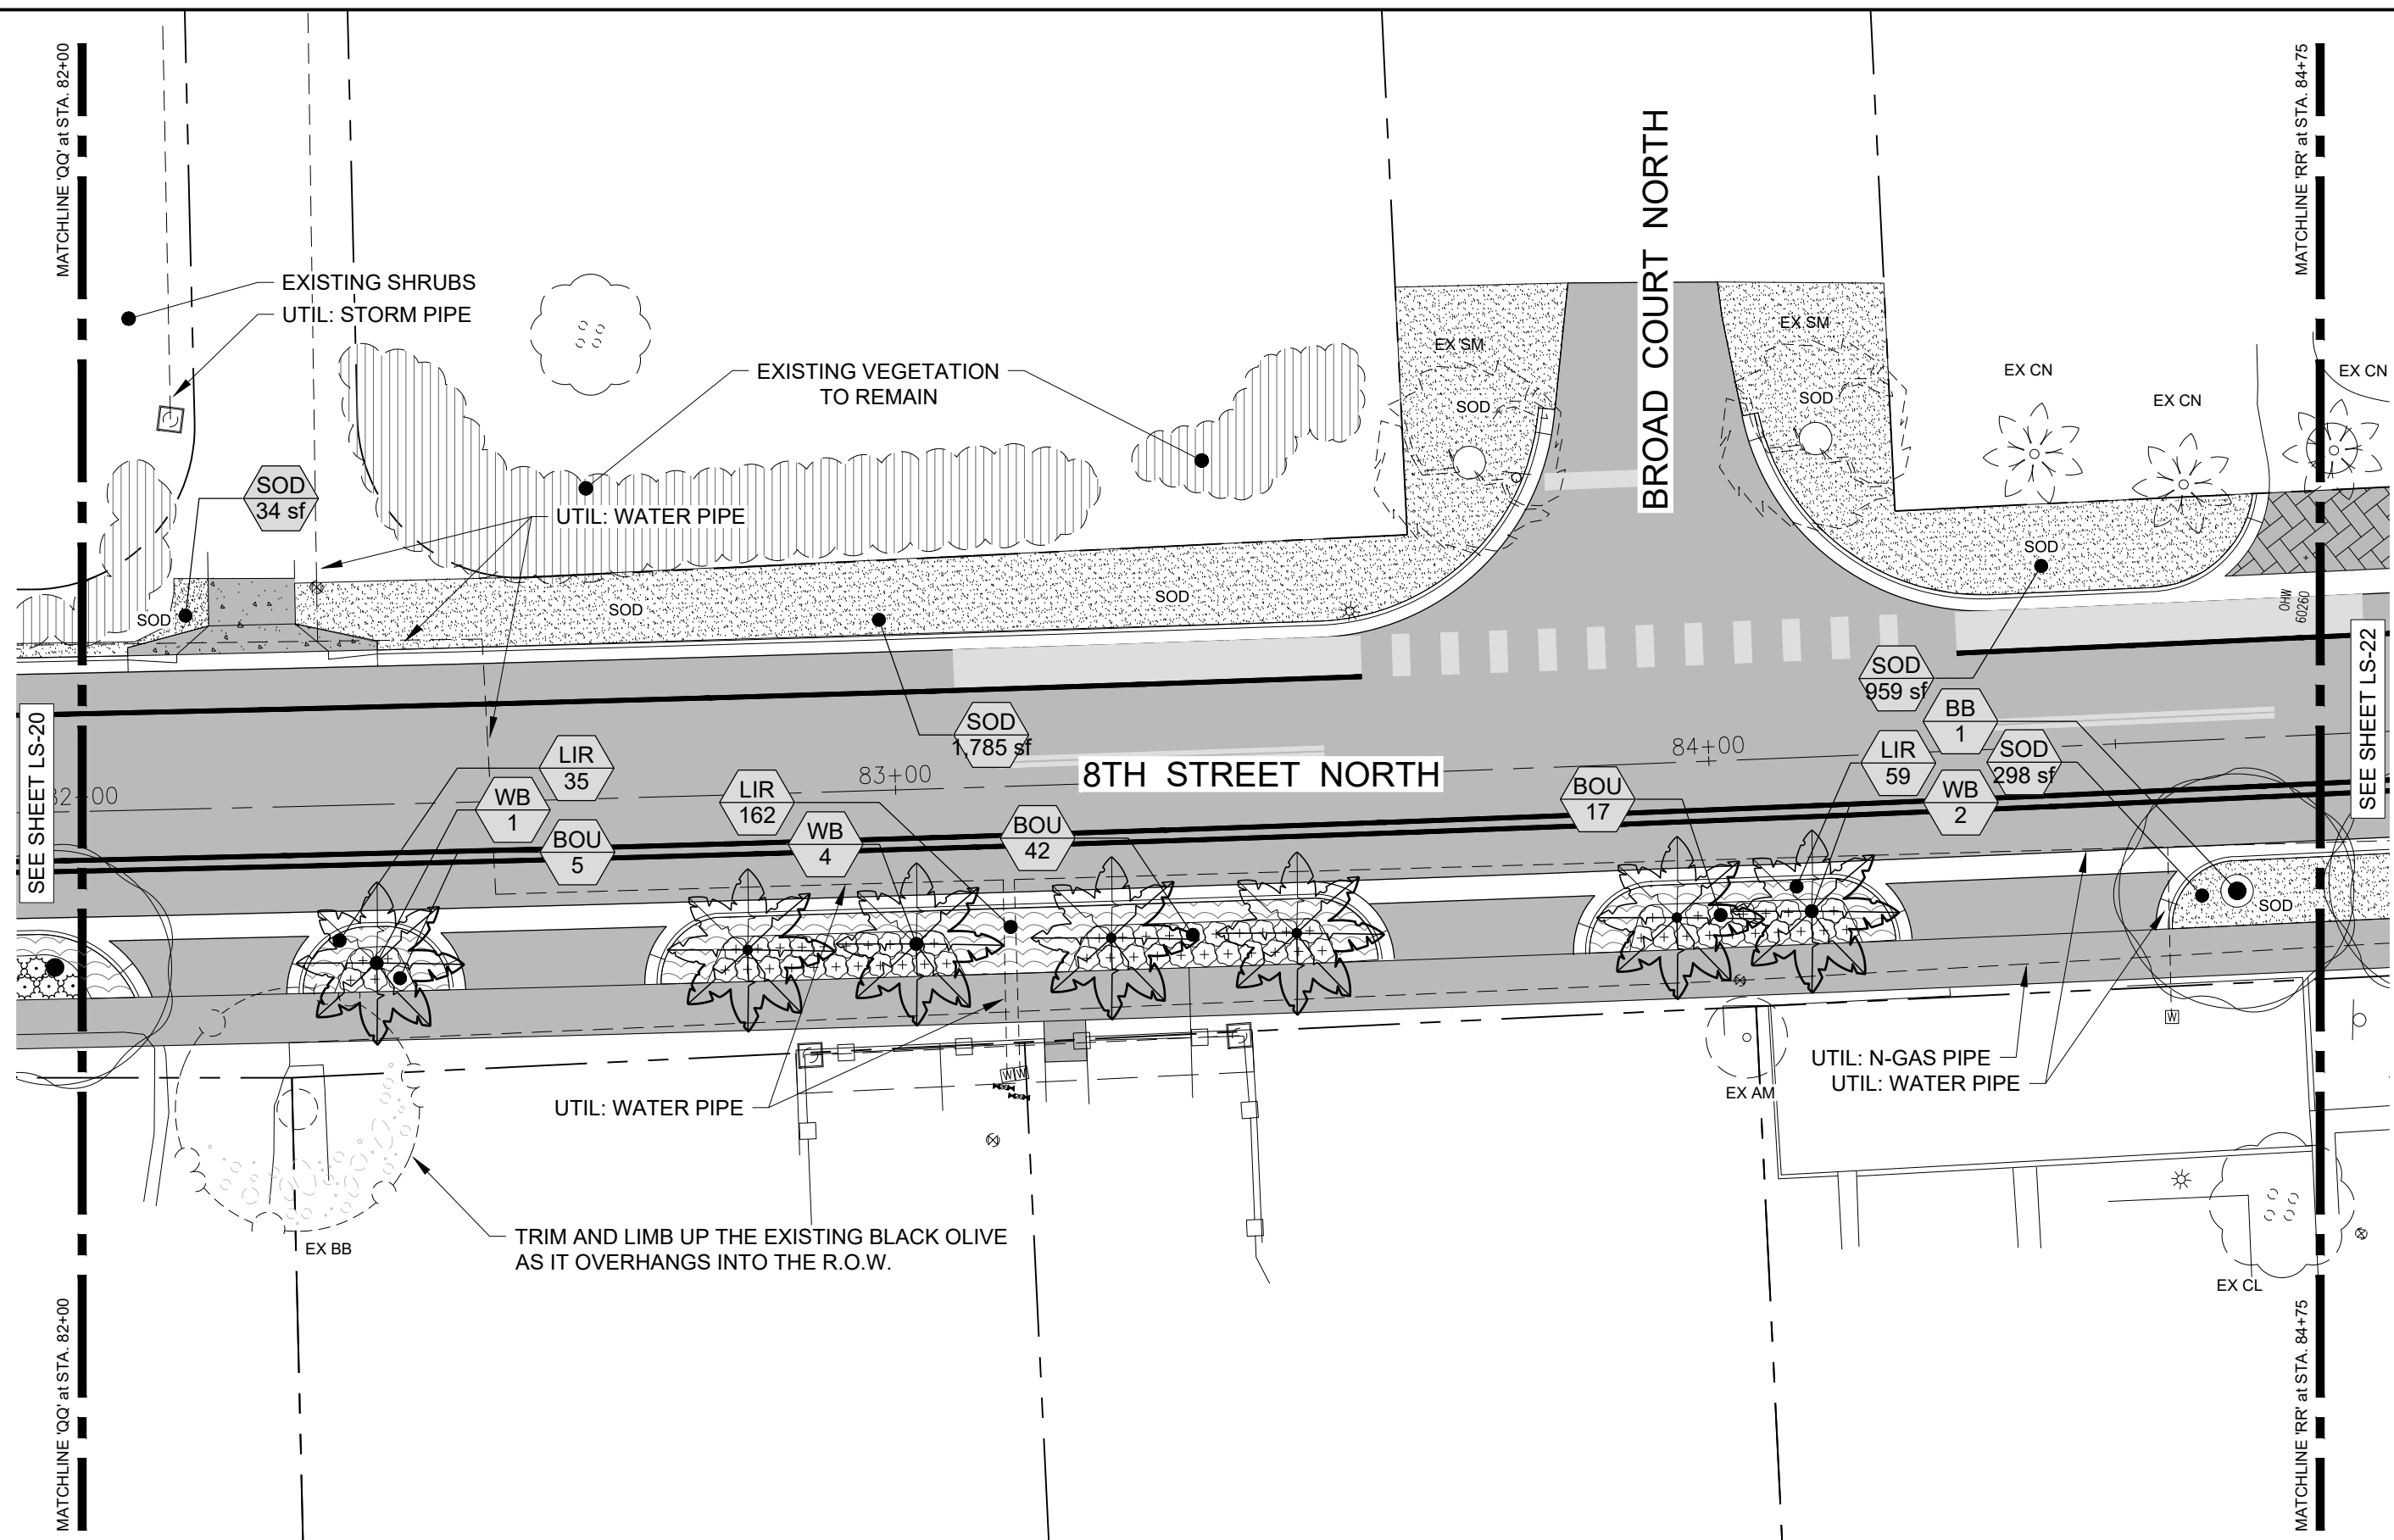 MATCHLINE 'QQ' at STA. 82+00
MATCHLINE 'RR' at STA. 84+75
BROAD COURT NORTH
EXISTING SHRUBS
UTIL: STORM PIPE
EX SM
EX SM
EXISTING VEGETATION
TO REMAIN
EX CN
EX CN
EX CN
SOD
SOD
SOD
34 sf
UTIL: WATER PIPE
SOD
SOD
SOD
SOD
OHW
60260
SOD
959 sf
SEE SHEET LS-20
SEE SHEET LS-22
SOD
1,785 sf
BB
1
LIR
35
LIR
59
SOD
298 sf
82+00
83+00
84+00
8TH STREET NORTH
WB
1
LIR
162
BOU
17
WB
2
BOU
5
WB
4
BOU
42
SOD
W
W W
UTIL: N-GAS PIPE
UTIL: WATER PIPE
EX AM
UTIL: WATER PIPE
TRIM AND LIMB UP THE EXISTING BLACK OLIVE
AS IT OVERHANGS INTO THE R.O.W.
EX BB
EX CL
MATCHLINE 'QQ' at STA. 82+00
MATCHLINE 'RR' at STA. 84+75